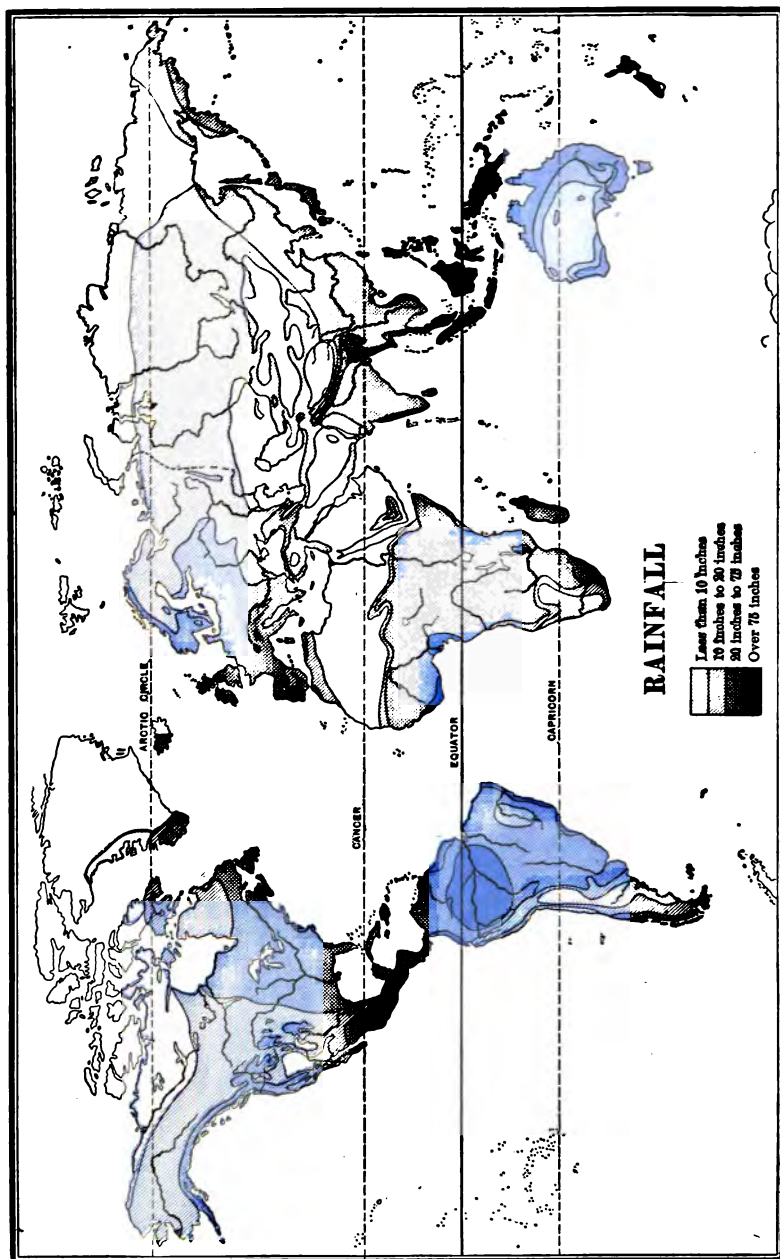 ARCTIC CIRCLE
CANCER
EQUATOR
CAPRICORN
RAINFALL
Less than 10 inches
10 inches to 20 inches
20 inches to 75 inches
Over 75 inches